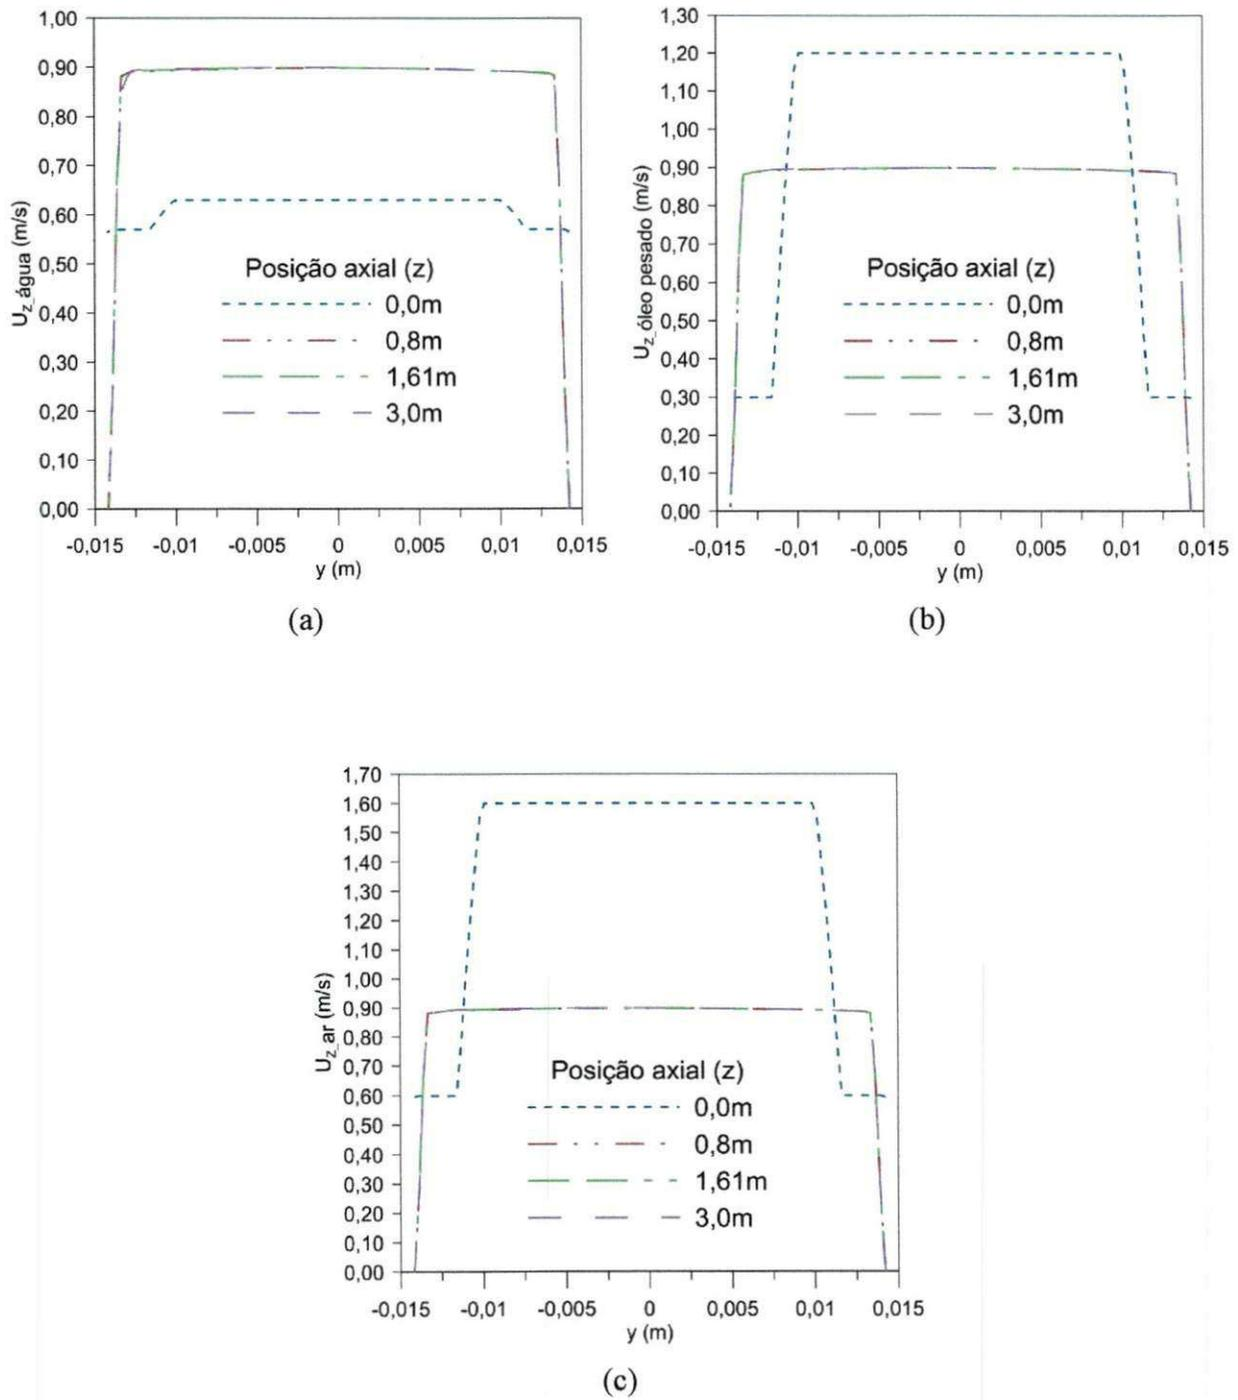 1,00
0,90
0,80
0,70
0,60
0,50
0,40
0,30
0,20
0,10
0,00
U_z_água (m/s)
Posição axial (z)
0,0m
0,8m
1,61m
3,0m
-0,015 -0,01 -0,005 0 0,005 0,01 0,015
y (m)
(a)
1,30
1,20
1,10
1,00
0,90
0,80
0,70
0,60
0,50
0,40
0,30
0,20
0,10
0,00
U_z_óleo pesado (m/s)
Posição axial (z)
0,0m
0,8m
1,61m
3,0m
-0,015 -0,01 -0,005 0 0,005 0,01 0,015
y (m)
(b)
1,70
1,60
1,50
1,40
1,30
1,20
1,10
1,00
0,90
0,80
0,70
0,60
0,50
0,40
0,30
0,20
0,10
0,00
U_z_ar (m/s)
Posição axial (z)
0,0m
0,8m
1,61m
3,0m
-0,015 -0,01 -0,005 0 0,005 0,01 0,015
y (m)
(c)